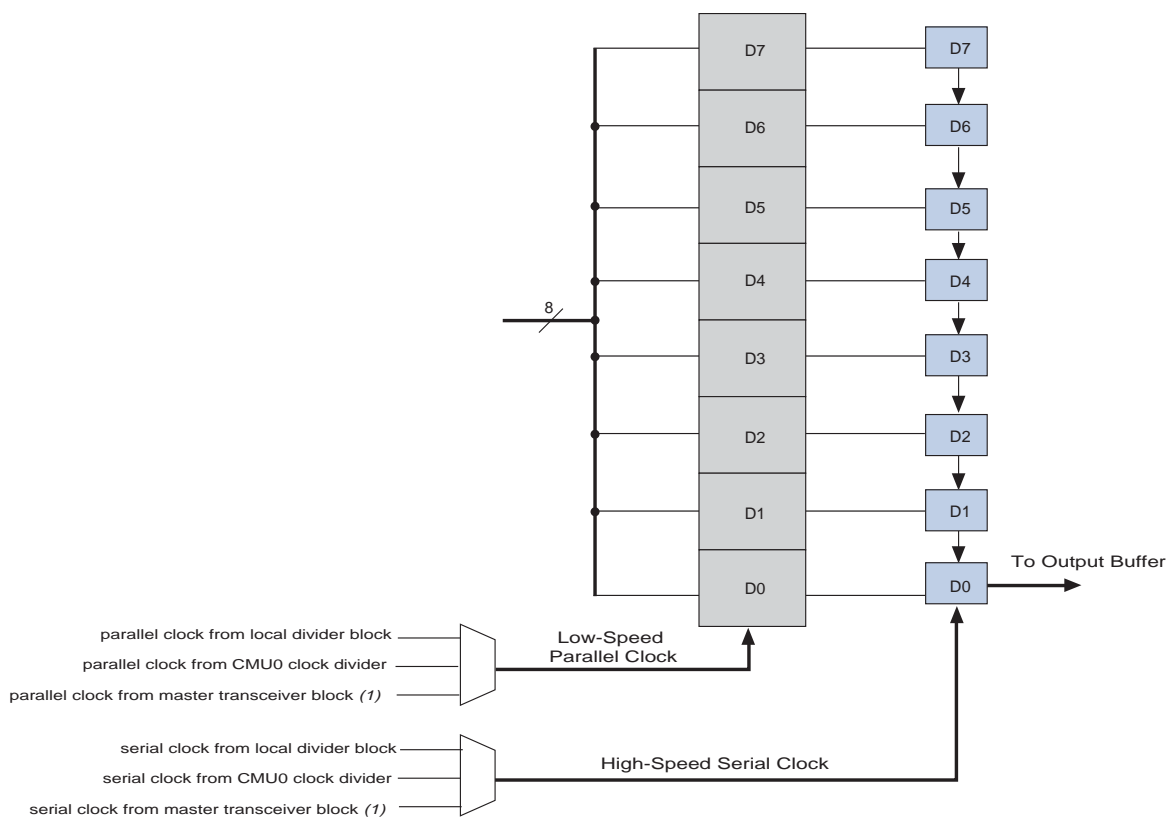 D7
D7
D6
D6
D5
D5
D4
D4
8
D3
D3
D2
D2
D1
D1
To Output Buffer
D0
D0
parallel clock from local divider block
parallel clock from CMU0 clock divider
parallel clock from master transceiver block (1)
Low-Speed
Parallel Clock
serial clock from local divider block
serial clock from CMU0 clock divider
serial clock from master transceiver block (1)
High-Speed Serial Clock